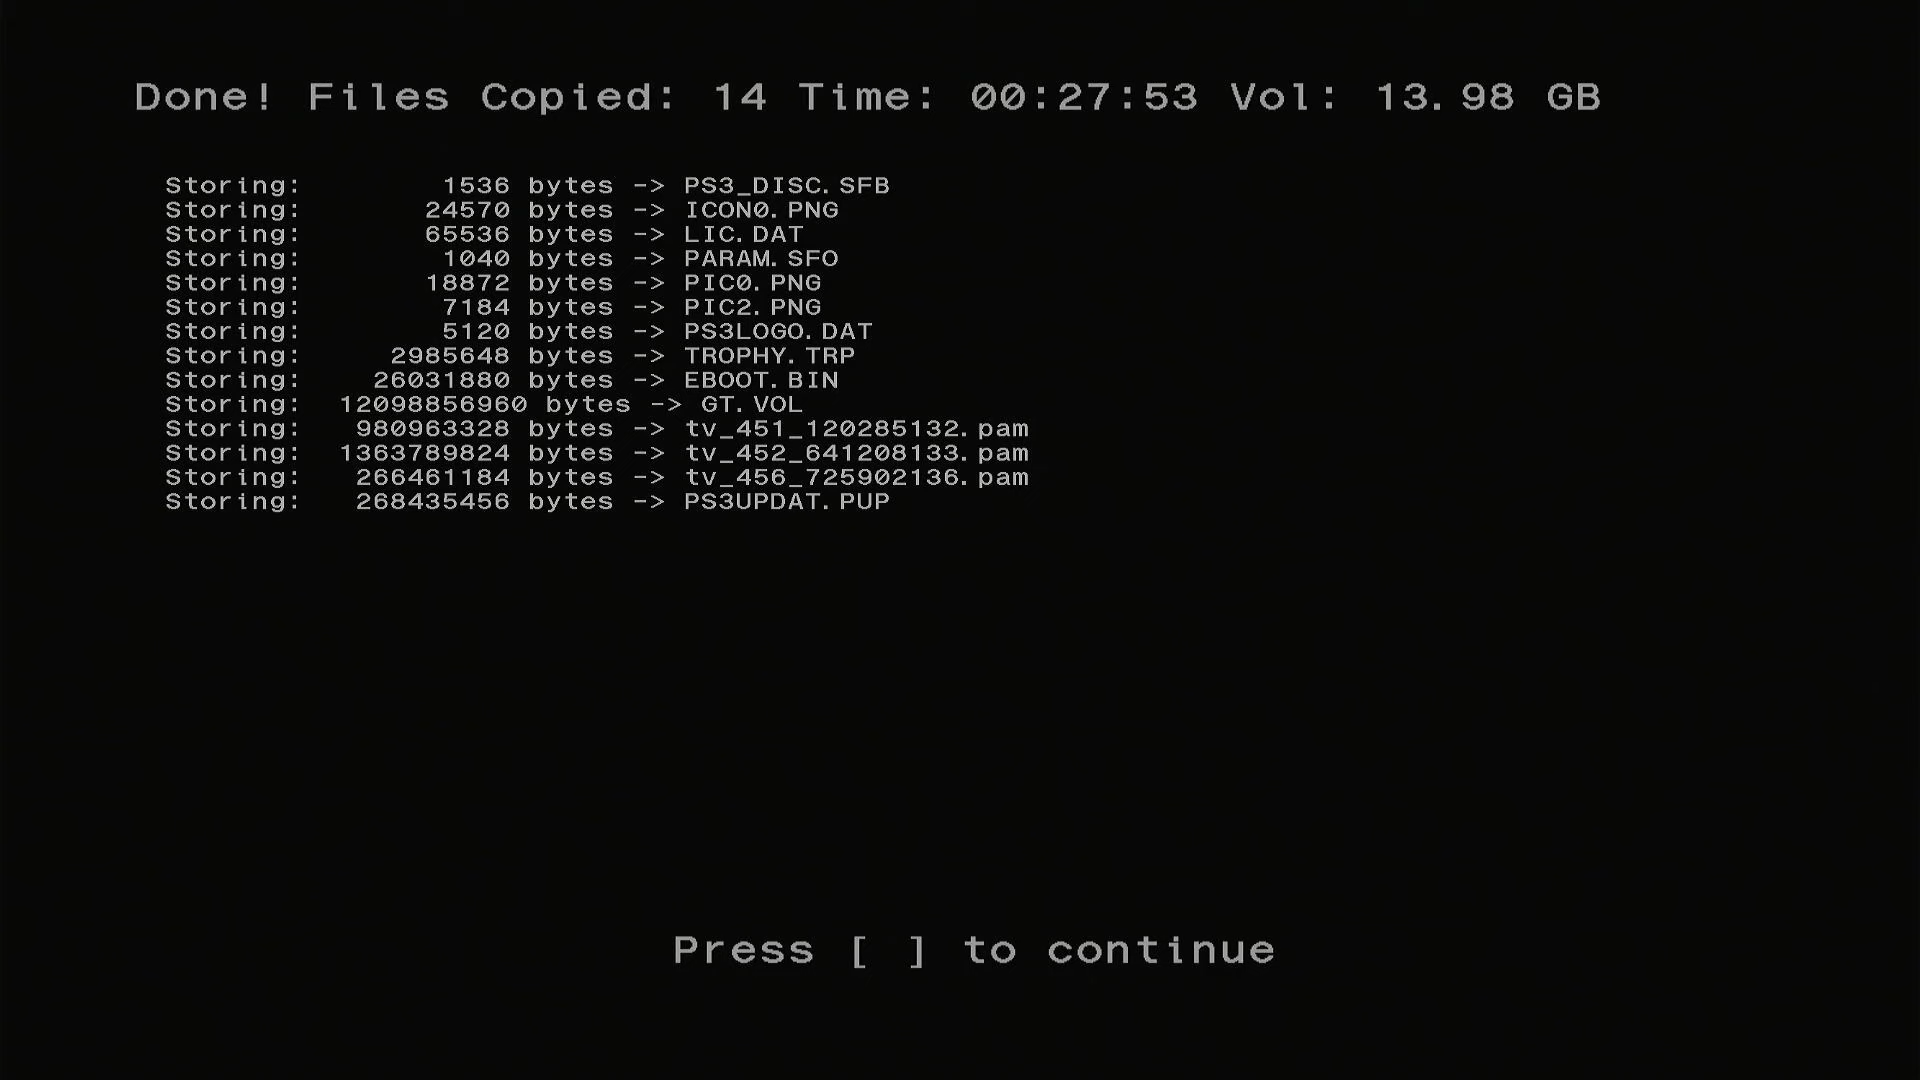 Done! Files Copied: 14 Time: 00:27:53 Vol: 13.98 GB
Storing: 1536 bytes -> PS3_DISC.SFB
Storing: 24570 bytes -> ICON0.PNG
Storing: 65536 bytes -> LIC.DAT
Storing: 1040 bytes -> PARAM.SFO
Storing: 18872 bytes -> PIC0.PNG
Storing: 7184 bytes -> PIC2.PNG
Storing: 5120 bytes -> PS3LOGO.DAT
Storing: 2985648 bytes -> TROPHY.TRP
Storing: 26031880 bytes -> EBOOT.BIN
Storing: 12098856960 bytes -> GT.VOL
Storing: 980963328 bytes -> tv_451_120285132.pam
Storing: 1363789824 bytes -> tv_452_641208133.pam
Storing: 266461184 bytes -> tv_456_725902136.pam
Storing: 268435456 bytes -> PS3UPDAT.PUP
Press [ ] to continue